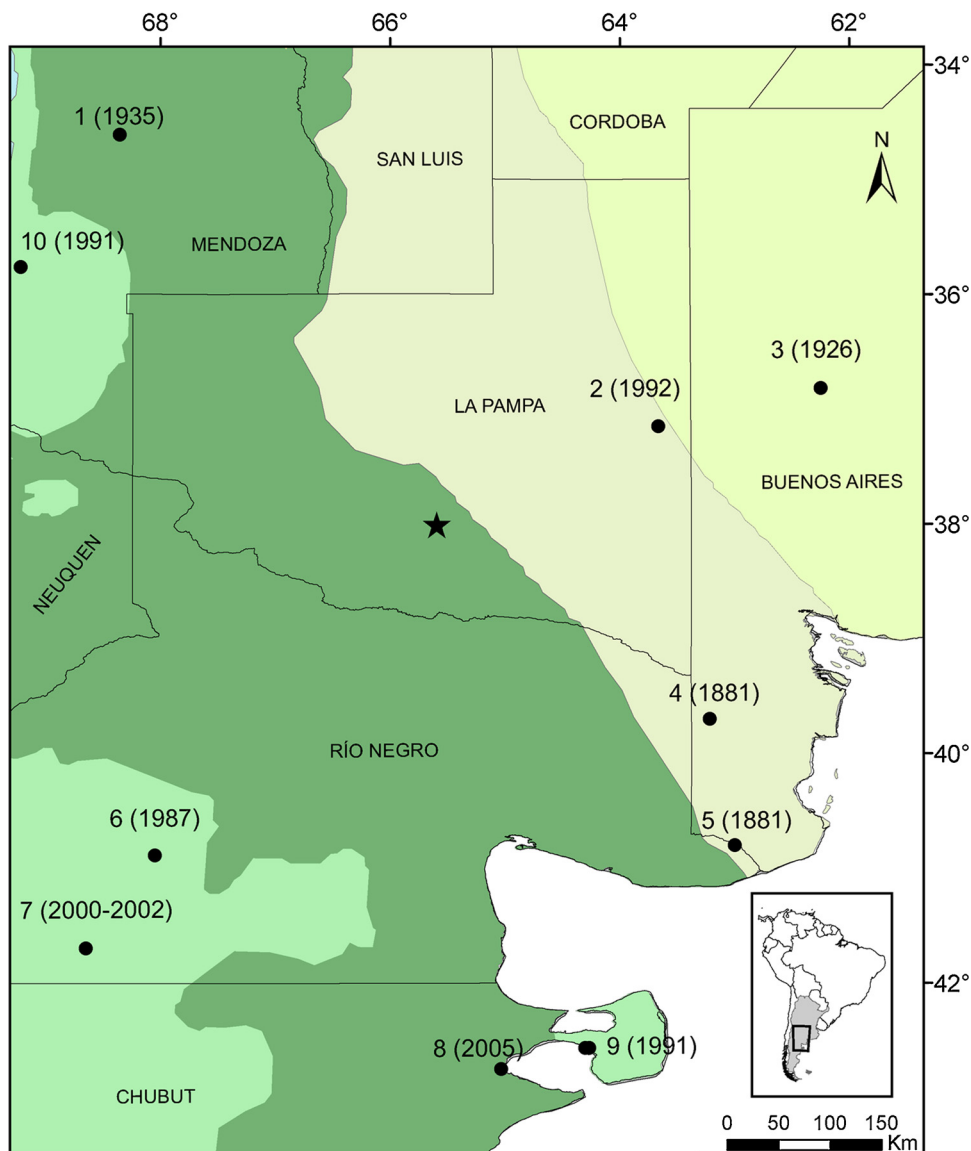 68° 66° 64° 62°
34°
1 (1935)
CORDOBA
N
SAN LUIS
10 (1991)
MENDOZA
36°
3 (1926)
2 (1992)
LA PAMPA
BUENOS AIRES
38°
NEUQUEN
4 (1881)
RÍO NEGRO
40°
6 (1987)
5 (1881)
7 (2000-2002)
42°
8 (2005)
9 (1991)
CHUBUT
0 50 100 150
Km